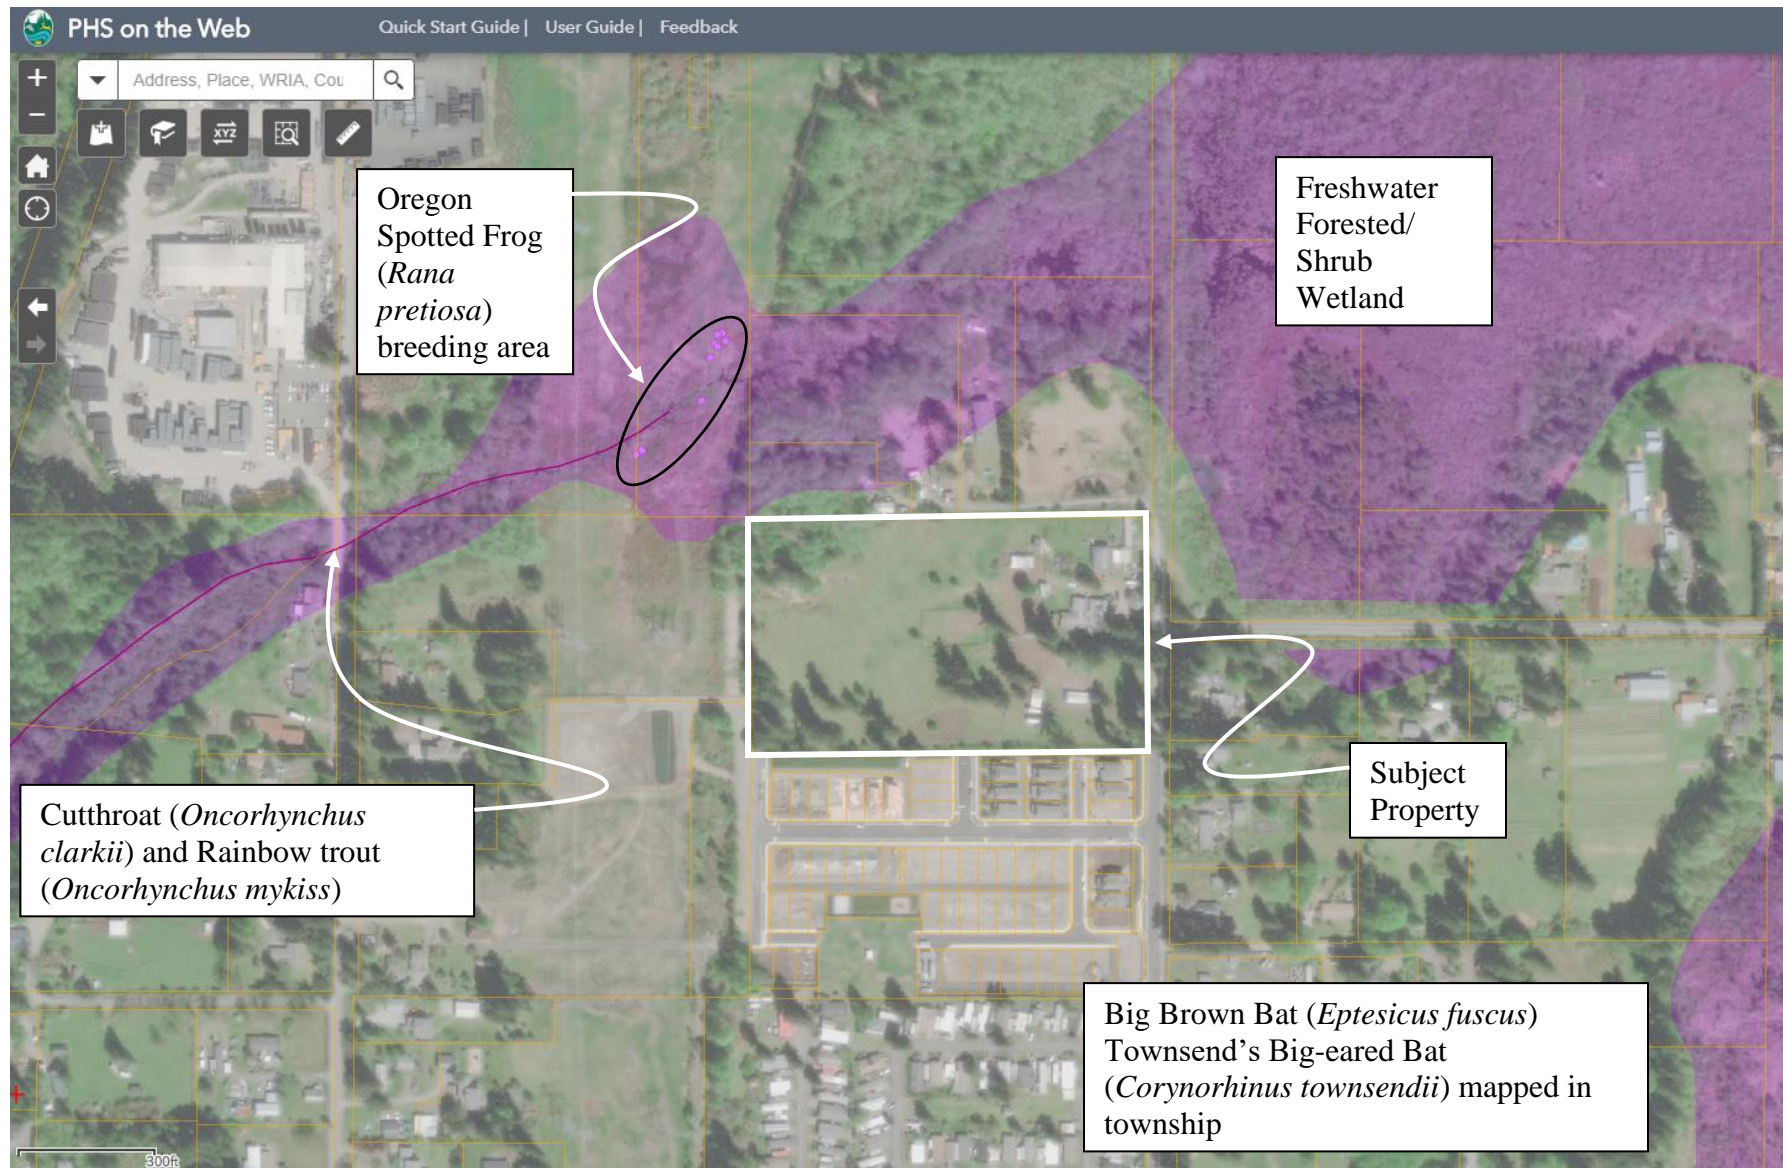 PHS on the Web
Quick Start Guide | User Guide | Feedback
Address, Place, WRIA, Cou
XYZ
Oregon
Spotted Frog
(Rana
pretiosa)
breeding area
Freshwater
Forested/
Shrub
Wetland
Subject
Property
Cutthroat (Oncorhynchus
clarkii) and Rainbow trout
(Oncorhynchus mykiss)
Big Brown Bat (Eptesicus fuscus)
Townsend’s Big-eared Bat
(Corynorhinus townsendii) mapped in
township
300ft